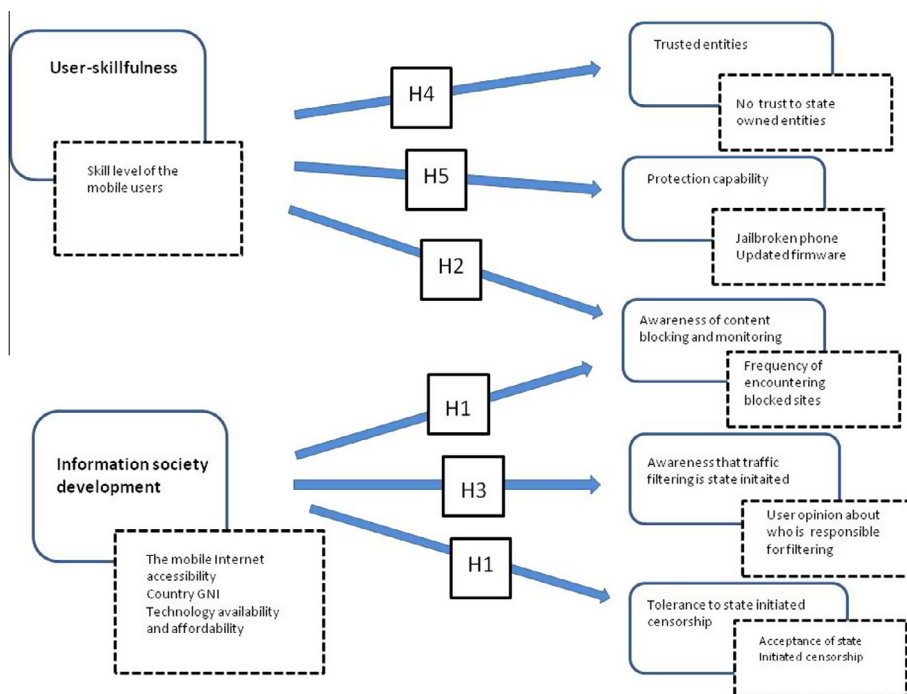 User-skillfulness
Skill level of the
mobile users
H4
H5
H2
Trusted entities
No trust to state
owned entities
Protection capability
Jailbroken phone
Updated firmware
Awareness of content
blocking and monitoring
Frequency of
encountering
blocked sites
Information society
development
The mobile Internet
accessibility
Country GNI
Technology availability
and affordability
H1
H3
H1
Awareness that traffic
filtering is state initaited
User opinion about
who is responsible
for filtering
Tolerance to state initiated
censorship
Acceptance of state
Initiated censorship